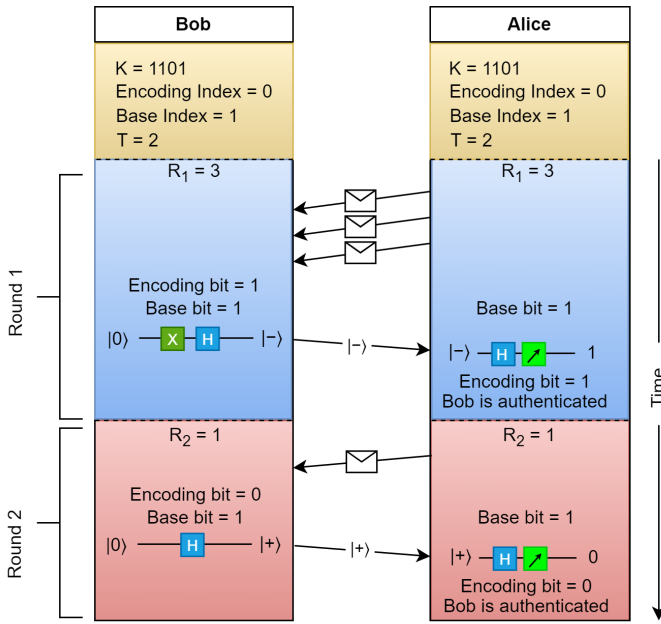 Bob
Alice
K = 1101
Encoding Index = 0
Base Index = 1
T = 2
K = 1101
Encoding Index = 0
Base Index = 1
T = 2
Round 1
R₁ = 3
R₁ = 3
Encoding bit = 1
Base bit = 1
|0⟩ X H |−⟩
|−⟩
Base bit = 1
|−⟩ H 1
Encoding bit = 1
Bob is authenticated
Time
Round 2
R₂ = 1
R₂ = 1
Encoding bit = 0
Base bit = 1
|0⟩ H |+⟩
|+⟩
Base bit = 1
|+⟩ H 0
Encoding bit = 0
Bob is authenticated